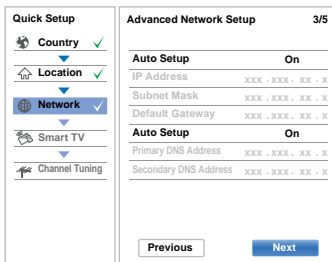 Quick Setup
Country
Location
Network
Smart TV
Channel Tuning
Advanced Network Setup 3/5
Auto Setup On
IP Address xxx . xxx . xx . x
Subnet Mask xxx . xxx . xx . x
Default Gateway xxx . xxx . xx . x
Auto Setup On
Primary DNS Address xxx . xxx . xx . x
Secondary DNS Address xxx . xxx . xx . x
Previous Next